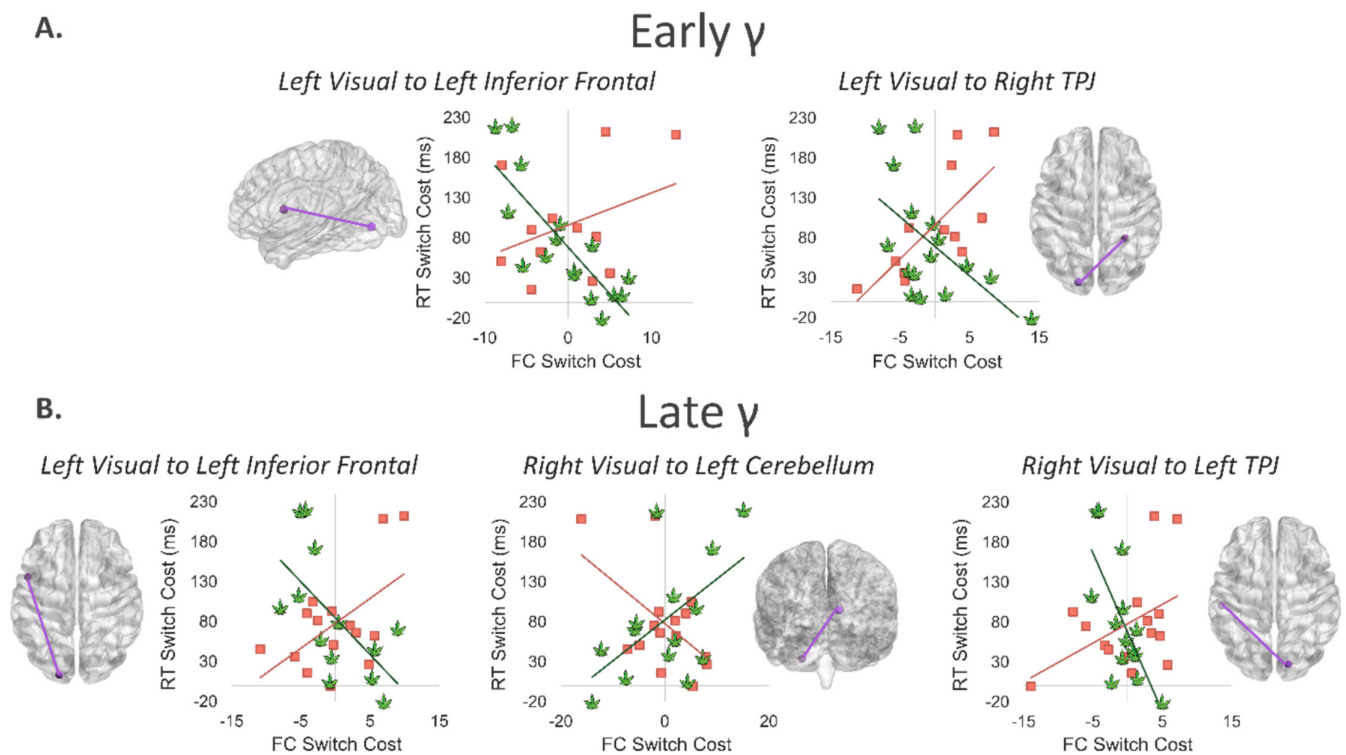 A.
Early γ
Left Visual to Left Inferior Frontal
Left Visual to Right TPJ
RT Switch Cost (ms)
230
180
130
80
30
-20
-10
0
10
FC Switch Cost
RT Switch Cost (ms)
230
180
130
80
30
-20
-15
-5
5
15
FC Switch Cost
B.
Late γ
Left Visual to Left Inferior Frontal
Right Visual to Left Cerebellum
Right Visual to Left TPJ
RT Switch Cost (ms)
230
180
130
80
30
-20
-15
-5
5
15
FC Switch Cost
RT Switch Cost (ms)
230
180
130
80
30
-20
-20
0
20
FC Switch Cost
RT Switch Cost (ms)
230
180
130
80
30
-20
-15
-5
5
15
FC Switch Cost